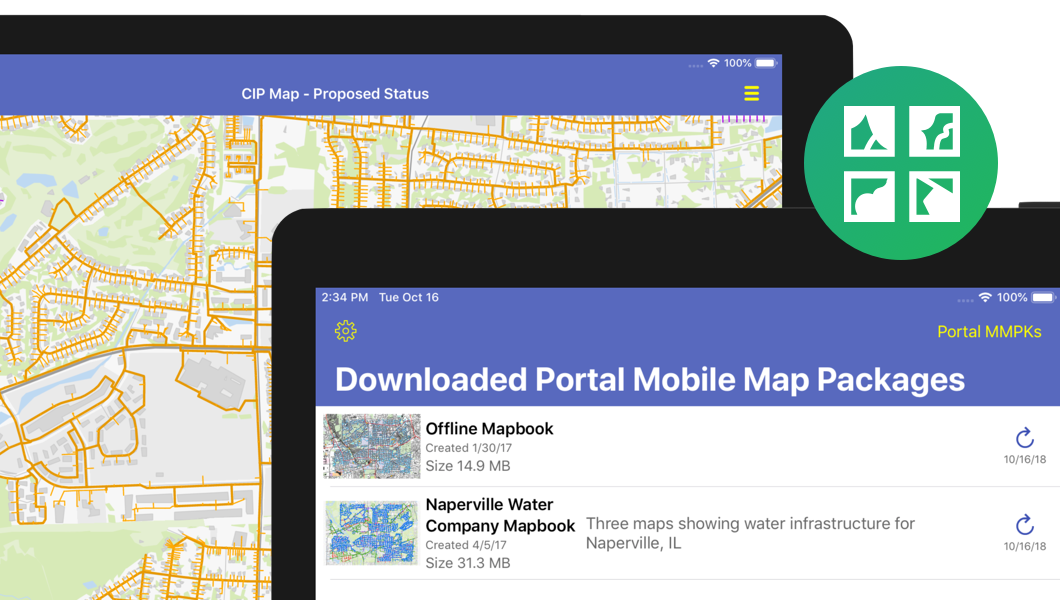 100%
CIP Map - Proposed Status
2:34 PM Tue Oct 16
100%
Portal MMPKs
Downloaded Portal Mobile Map Packages
Offline Mapbook
Created 1/30/17
Size 14.9 MB
10/16/18
Naperville Water
Company Mapbook
Created 4/5/17
Size 31.3 MB
Three maps showing water infrastructure for
Naperville, IL
10/16/18